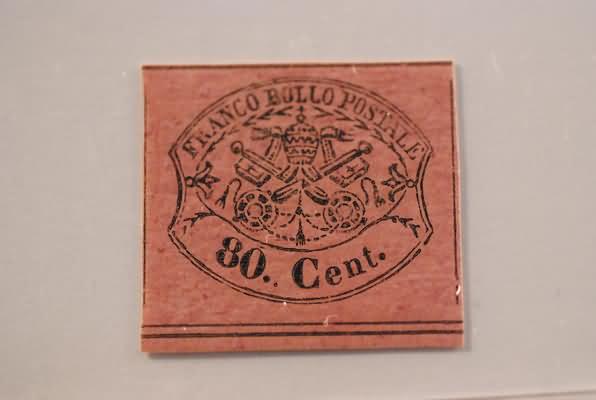 FRANCO BOLLO POSTALE
80. Cent.